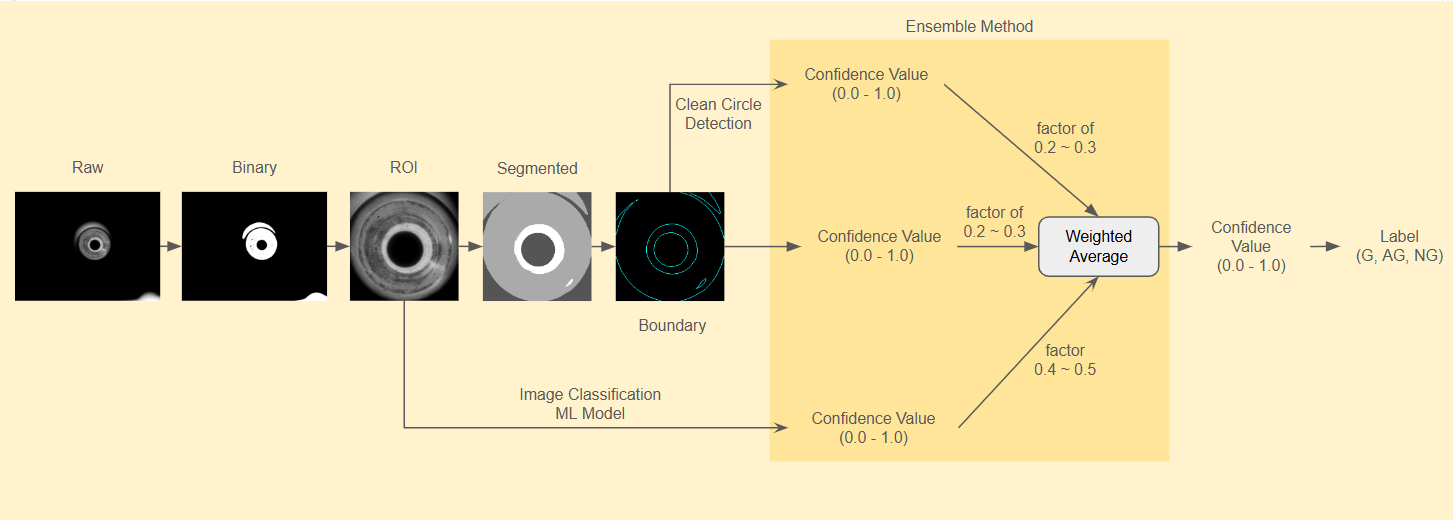 Ensemble Method
Confidence Value
(0.0 - 1.0)
Clean Circle
Detection
factor of
0.2 ~ 0.3
Raw
Binary
ROI
Segmented
Boundary
factor of
0.2 ~ 0.3
Confidence Value
(0.0 - 1.0)
Weighted
Average
Confidence
Value
(0.0 - 1.0)
Label
(G, AG, NG)
factor
0.4 ~ 0.5
Image Classification
ML Model
Confidence Value
(0.0 - 1.0)